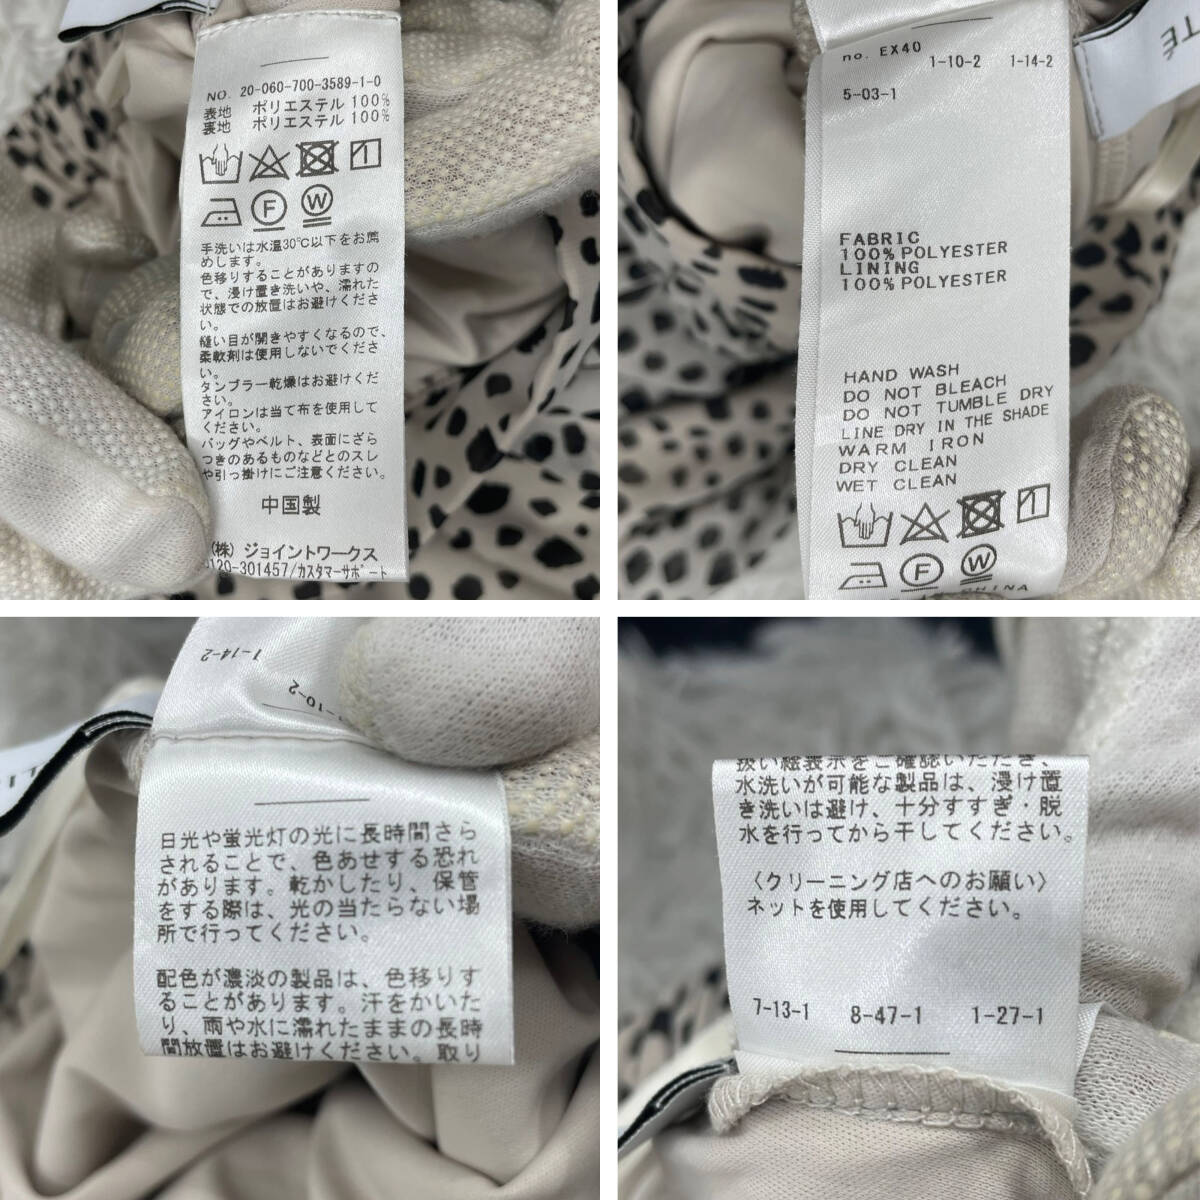 NO. 20-060-700-3589-1-0
表地 ポリエステル 100%
裏地 ポリエステル 100%
F W
手洗いは水温30℃以下をお薦
めします。
色移りすることがありますの
で、浸け置き洗いや、濡れた
状態での放置はお避けくださ
い。
縫い目が開きやすくなるので、
柔軟剤は使用しないでくださ
い。
タンブラー乾燥はお避けくだ
さい。
アイロンは当て布を使用して
ください。
バッグやベルト、表面にざら
つきのあるものなどとのスレ
や引っ掛けにご注意ください。
中国製
(株) ジョイントワークス
0120-301457/カスタマーサポート
no. EX40
1-10-2 1-14-2
5-03-1
FABRIC
100% POLYESTER
LINING
100% POLYESTER
HAND WASH
DO NOT BLEACH
DO NOT TUMBLE DRY
LINE DRY IN THE SHADE
WARM IRON
DRY CLEAN
WET CLEAN
F W
CHINA
TÉ
1-14-2
1-10-2
日光や蛍光灯の光に長時間さら
されることで、色あせする恐れ
があります。乾かしたり、保管
をする際は、光の当たらない場
所で行ってください。
配色が濃淡の製品は、色移りす
ることがあります。汗をかいた
り、雨や水に濡れたままの長時
間放置はお避けください。取り
扱い絵表示をご確認いただき、
水洗いが可能な製品は、浸け置
き洗いは避け、十分すすぎ・脱
水を行ってから干してください。
〈クリーニング店へのお願い〉
ネットを使用してください。
7-13-1 8-47-1 1-27-1